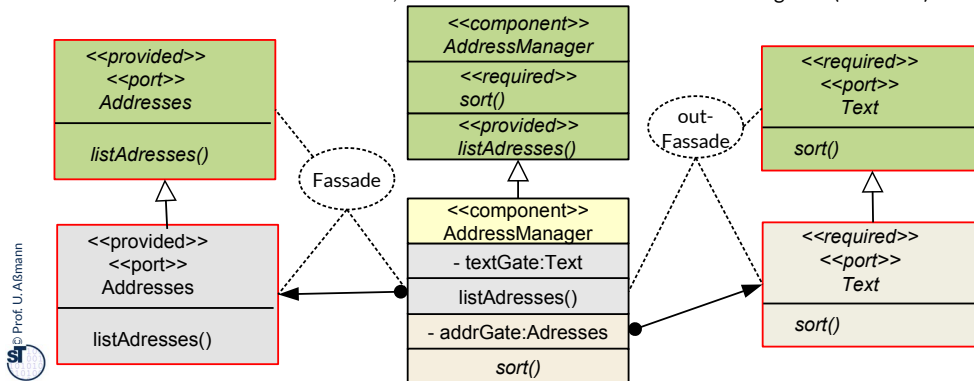 <<provided>>
<<port>>
Addresses
listAdresses()
<<component>>
AddressManager
<<required>>
sort()
<<provided>>
listAdresses()
<<required>>
<<port>>
Text
sort()
Fassade
out-
Fassade
<<provided>>
<<port>>
Addresses
listAdresses()
<<component>>
AddressManager
- textGate:Text
listAdresses()
- addrGate:Adresses
sort()
<<required>>
<<port>>
Text
sort()
© Prof. U. Aßmann
ST